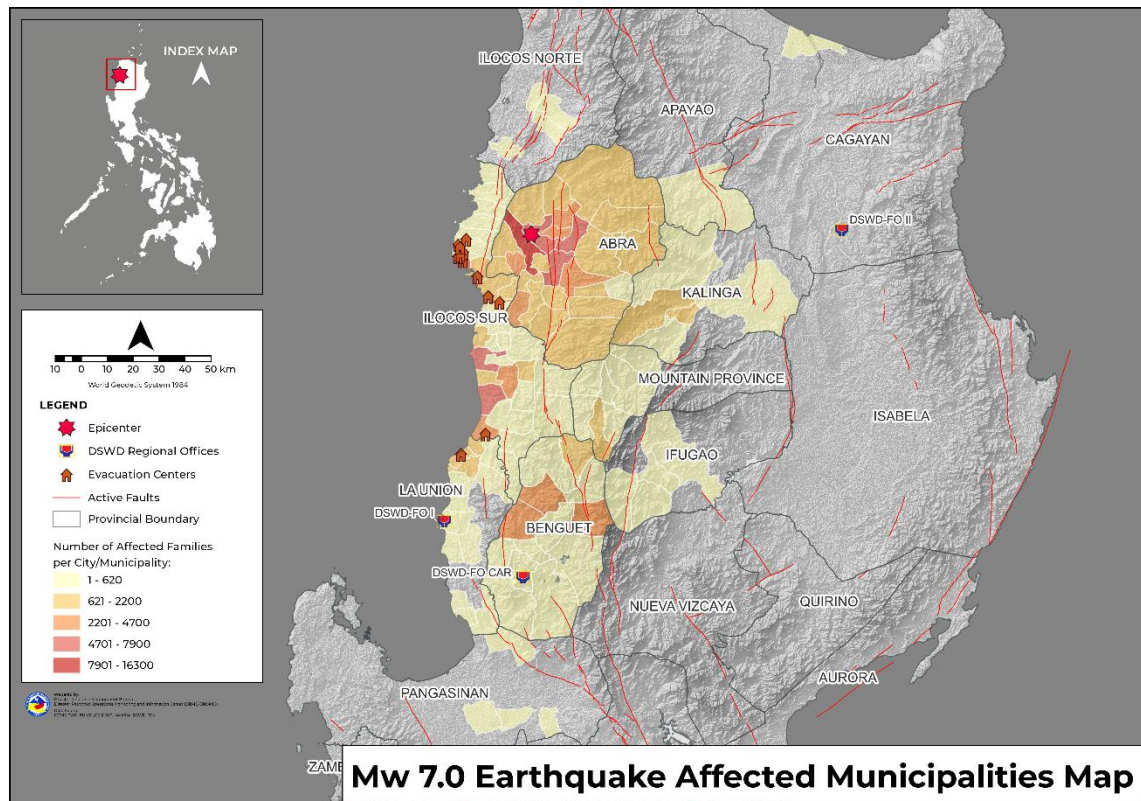 INDEX MAP
10 0 10 20 30 40 50 km
World Geodetic System 1984
LEGEND
Epicenter
DSWD Regional Offices
Evacuation Centers
Active Faults
Provincial Boundary
Number of Affected Families
per City/Municipality:
1 - 620
621 - 2200
2201 - 4700
4701 - 7900
7901 - 16300
Prepared by:
ILOCOS NORTE
APAYAO
CAGAYAN
DSWD-FO II
ABRA
KALINGA
ILOCOS SUR
MOUNTAIN PROVINCE
ISABELA
IFUGAO
LA UNION
DSWD-FO I
BENGUET
DSWD-FO CAR
NUEVA VIZCAYA
QUIRINO
AURORA
PANGASINAN
Mw 7.0 Earthquake Affected Municipalities Map